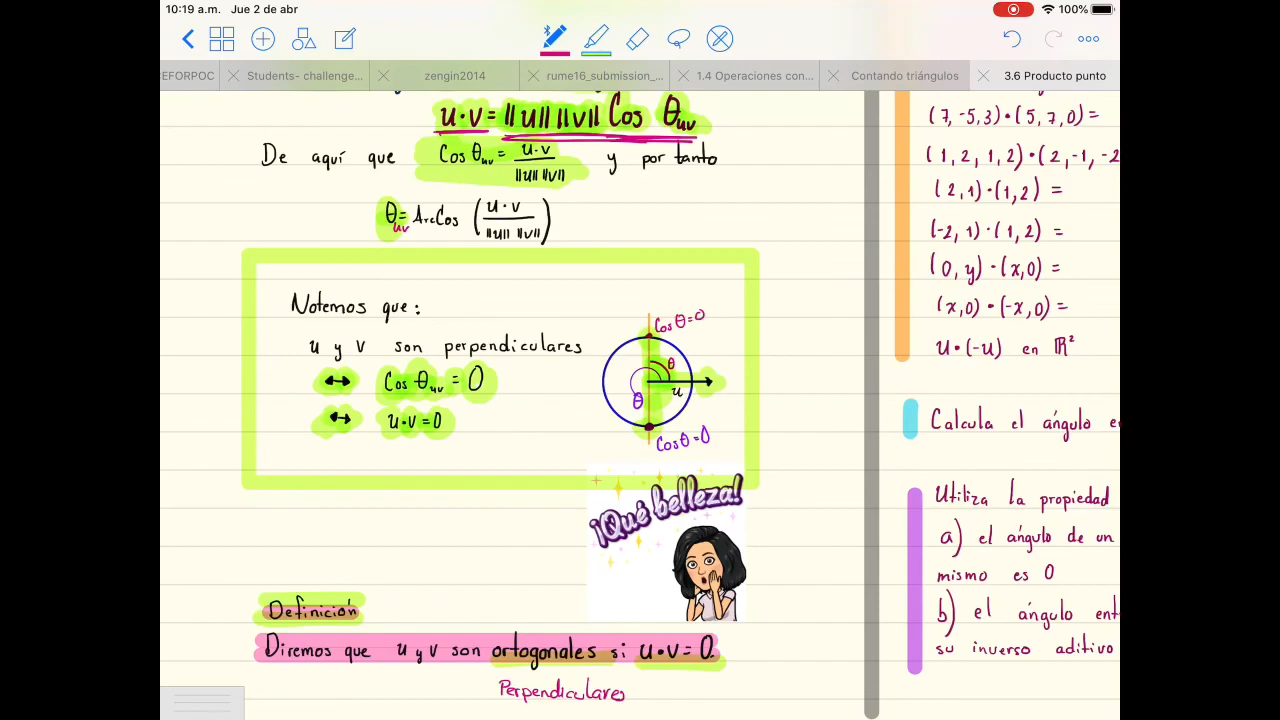 10:19 a.m. Jue 2 de abr
100%
EFORPOC
Students- challenge...
zengin2014
rume16_submission_...
1.4 Operaciones con...
Contando triángulos
3.6 Producto punto
u·v = ||u|| ||v|| Cos θuv
De aquí que Cos θuv = u·v / ||u|| ||v|| y por tanto
θuv = ArcCos (u·v / ||u|| ||v||)
Notemos que:
u y v son perpendiculares
↔ Cos θuv = 0
↔ u·v = 0
Cos θ = 0
θ
u
θ
Cos θ = 0
¡Qué belleza!
Definición
Diremos que u y v son ortogonales si u·v = 0.
Perpendiculares
(7, -5, 3)·(5, 7, 0) =
(1, 2, 1, 2)·(2, -1, -2
(2, 1)·(1, 2) =
(-2, 1)·(1, 2) =
(0, y)·(x, 0) =
(x, 0)·(-x, 0) =
u·(-u) en ℝ²
Calcula el ángulo e
Utiliza la propiedad
a) el ángulo de un
mismo es 0
b) el ángulo ent
su inverso aditivo